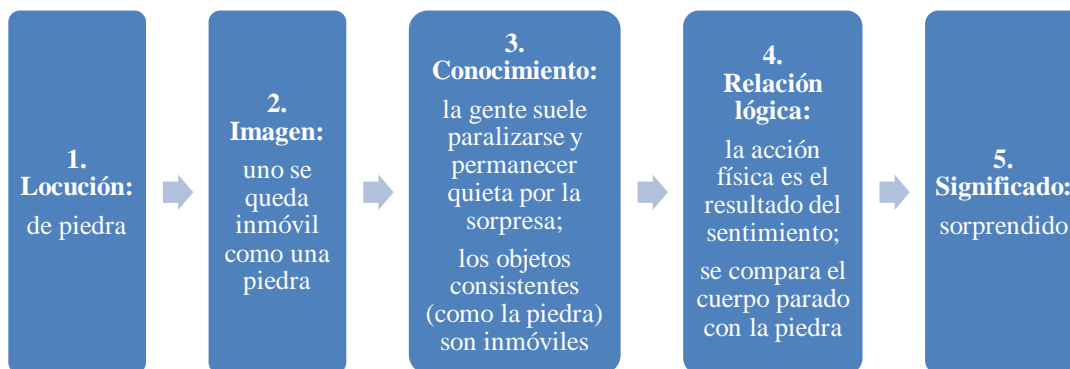 1.
Locución:
de piedra
2.
Imagen:
uno se
queda
inmóvil
como una
piedra
3.
Conocimiento:
la gente suele
paralizarse y
permanecer
quieta por la
sorpresa;
los objetos
consistentes
(como la piedra)
son inmóviles
4.
Relación
lógica:
la acción
física es el
resultado del
sentimiento;
se compara el
cuerpo parado
con la piedra
5.
Significado:
sorprendido